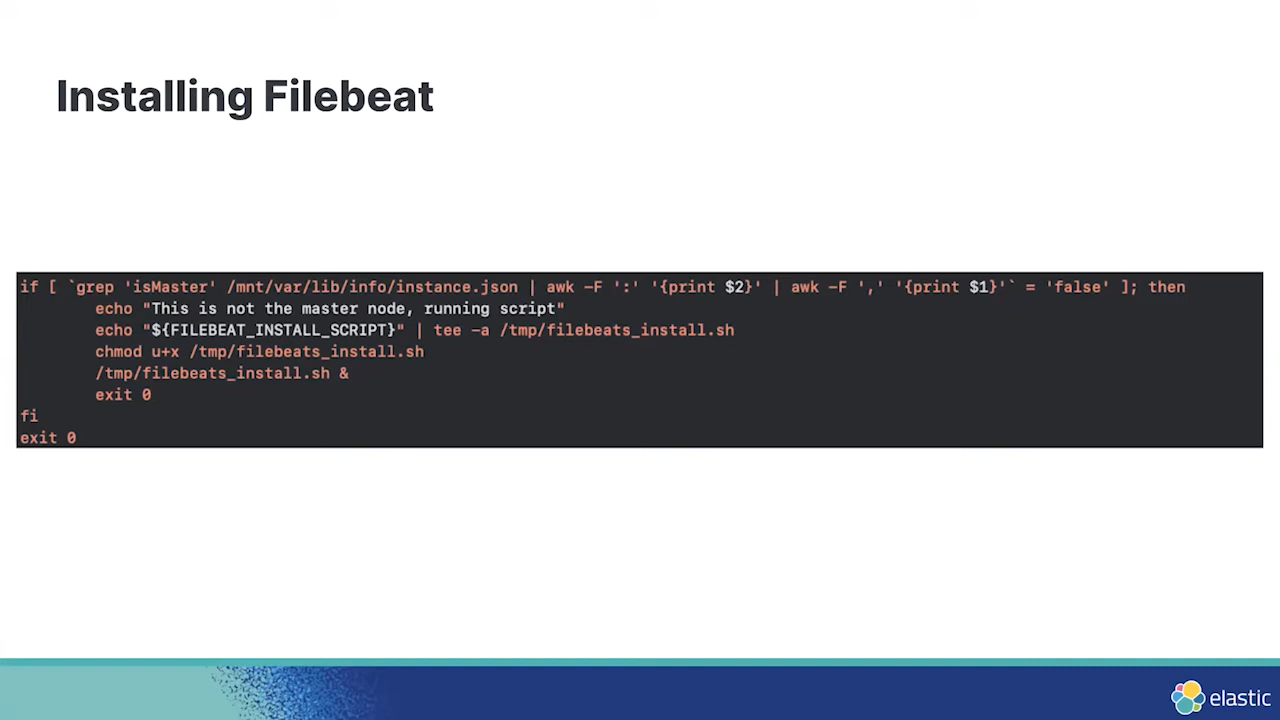 Installing Filebeat
if [ `grep 'isMaster' /mnt/var/lib/info/instance.json | awk -F ':' '{print $2}' | awk -F ',' '{print $1}'` = 'false' ]; then
        echo "This is not the master node, running script"
        echo "${FILEBEAT_INSTALL_SCRIPT}" | tee -a /tmp/filebeats_install.sh
        chmod u+x /tmp/filebeats_install.sh
        /tmp/filebeats_install.sh &
        exit 0
fi
exit 0
elastic